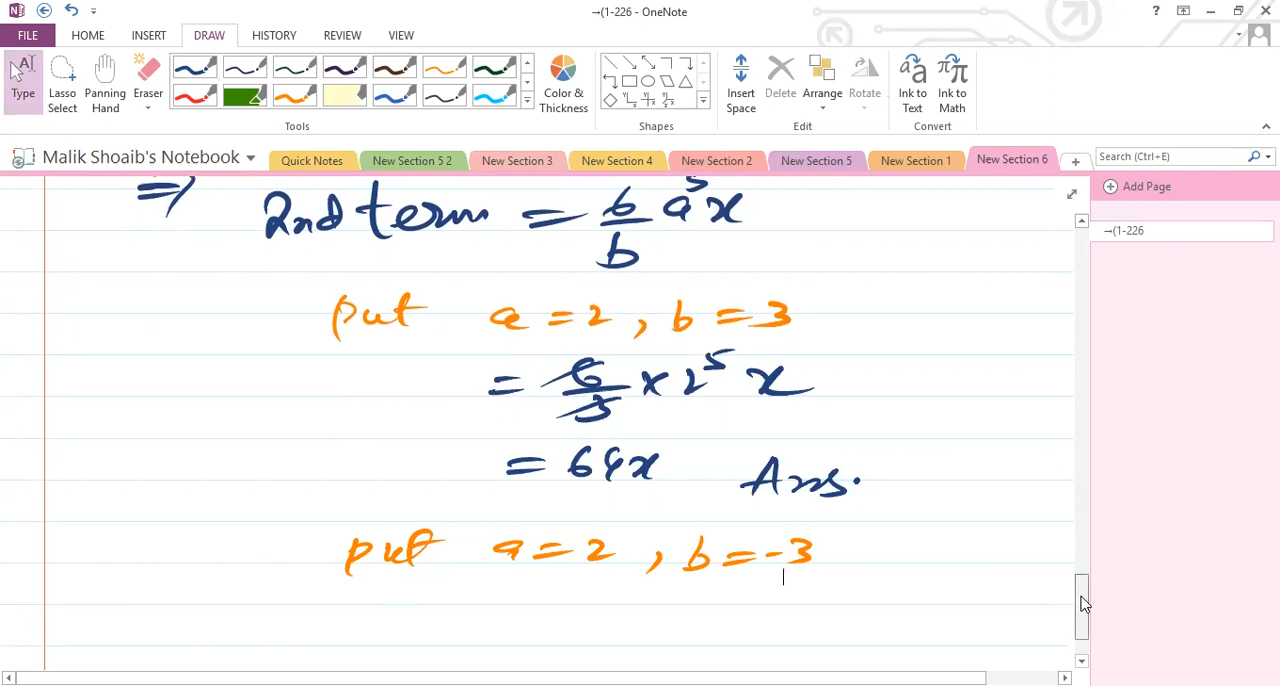 →(1-226 - OneNote
FILE HOME INSERT DRAW HISTORY REVIEW VIEW
Type Lasso Select Panning Hand Eraser Color & Thickness Insert Space Delete Arrange Rotate Ink to Text Ink to Math
Tools Shapes Edit Convert
Malik Shoaib's Notebook Quick Notes New Section 5 2 New Section 3 New Section 4 New Section 2 New Section 5 New Section 1 New Section 6 Search (Ctrl+E)
Add Page
→(1-226
⇒ 2nd term = 6/b a⁵x
put a = 2 , b = 3
= 6/3 × 2⁵ x
= 64x Ans.
put a = 2 , b = -3